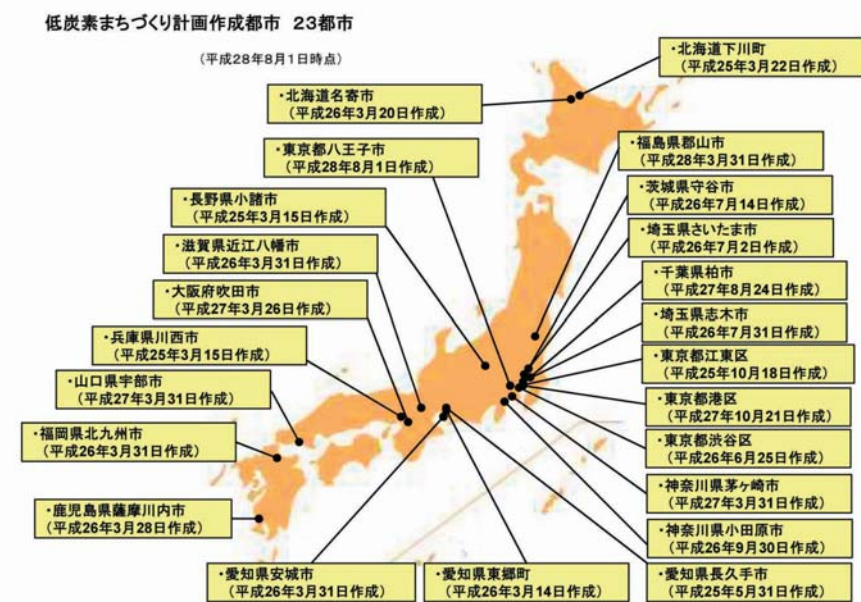 低炭素まちづくり計画作成都市 23都市
(平成28年8月1日時点)
・北海道下川町
(平成25年3月22日作成)
・北海道名寄市
(平成26年3月20日作成)
・東京都八王子市
(平成28年8月1日作成)
・長野県小諸市
(平成25年3月15日作成)
・滋賀県近江八幡市
(平成26年3月31日作成)
・大阪府吹田市
(平成27年3月26日作成)
・兵庫県川西市
(平成25年3月15日作成)
・山口県宇部市
(平成27年3月31日作成)
・福岡県北九州市
(平成26年3月31日作成)
・鹿児島県薩摩川内市
(平成26年3月28日作成)
・福島県郡山市
(平成28年3月31日作成)
・茨城県守谷市
(平成26年7月14日作成)
・埼玉県さいたま市
(平成26年7月2日作成)
・千葉県柏市
(平成27年8月24日作成)
・埼玉県志木市
(平成26年7月31日作成)
・東京都江東区
(平成25年10月18日作成)
・東京都港区
(平成27年10月21日作成)
・東京都渋谷区
(平成26年6月25日作成)
・神奈川県茅ヶ崎市
(平成27年3月31日作成)
・神奈川県小田原市
(平成26年9月30日作成)
・愛知県安城市
(平成26年3月31日作成)
・愛知県東郷町
(平成26年3月14日作成)
・愛知県長久手市
(平成25年5月31日作成)